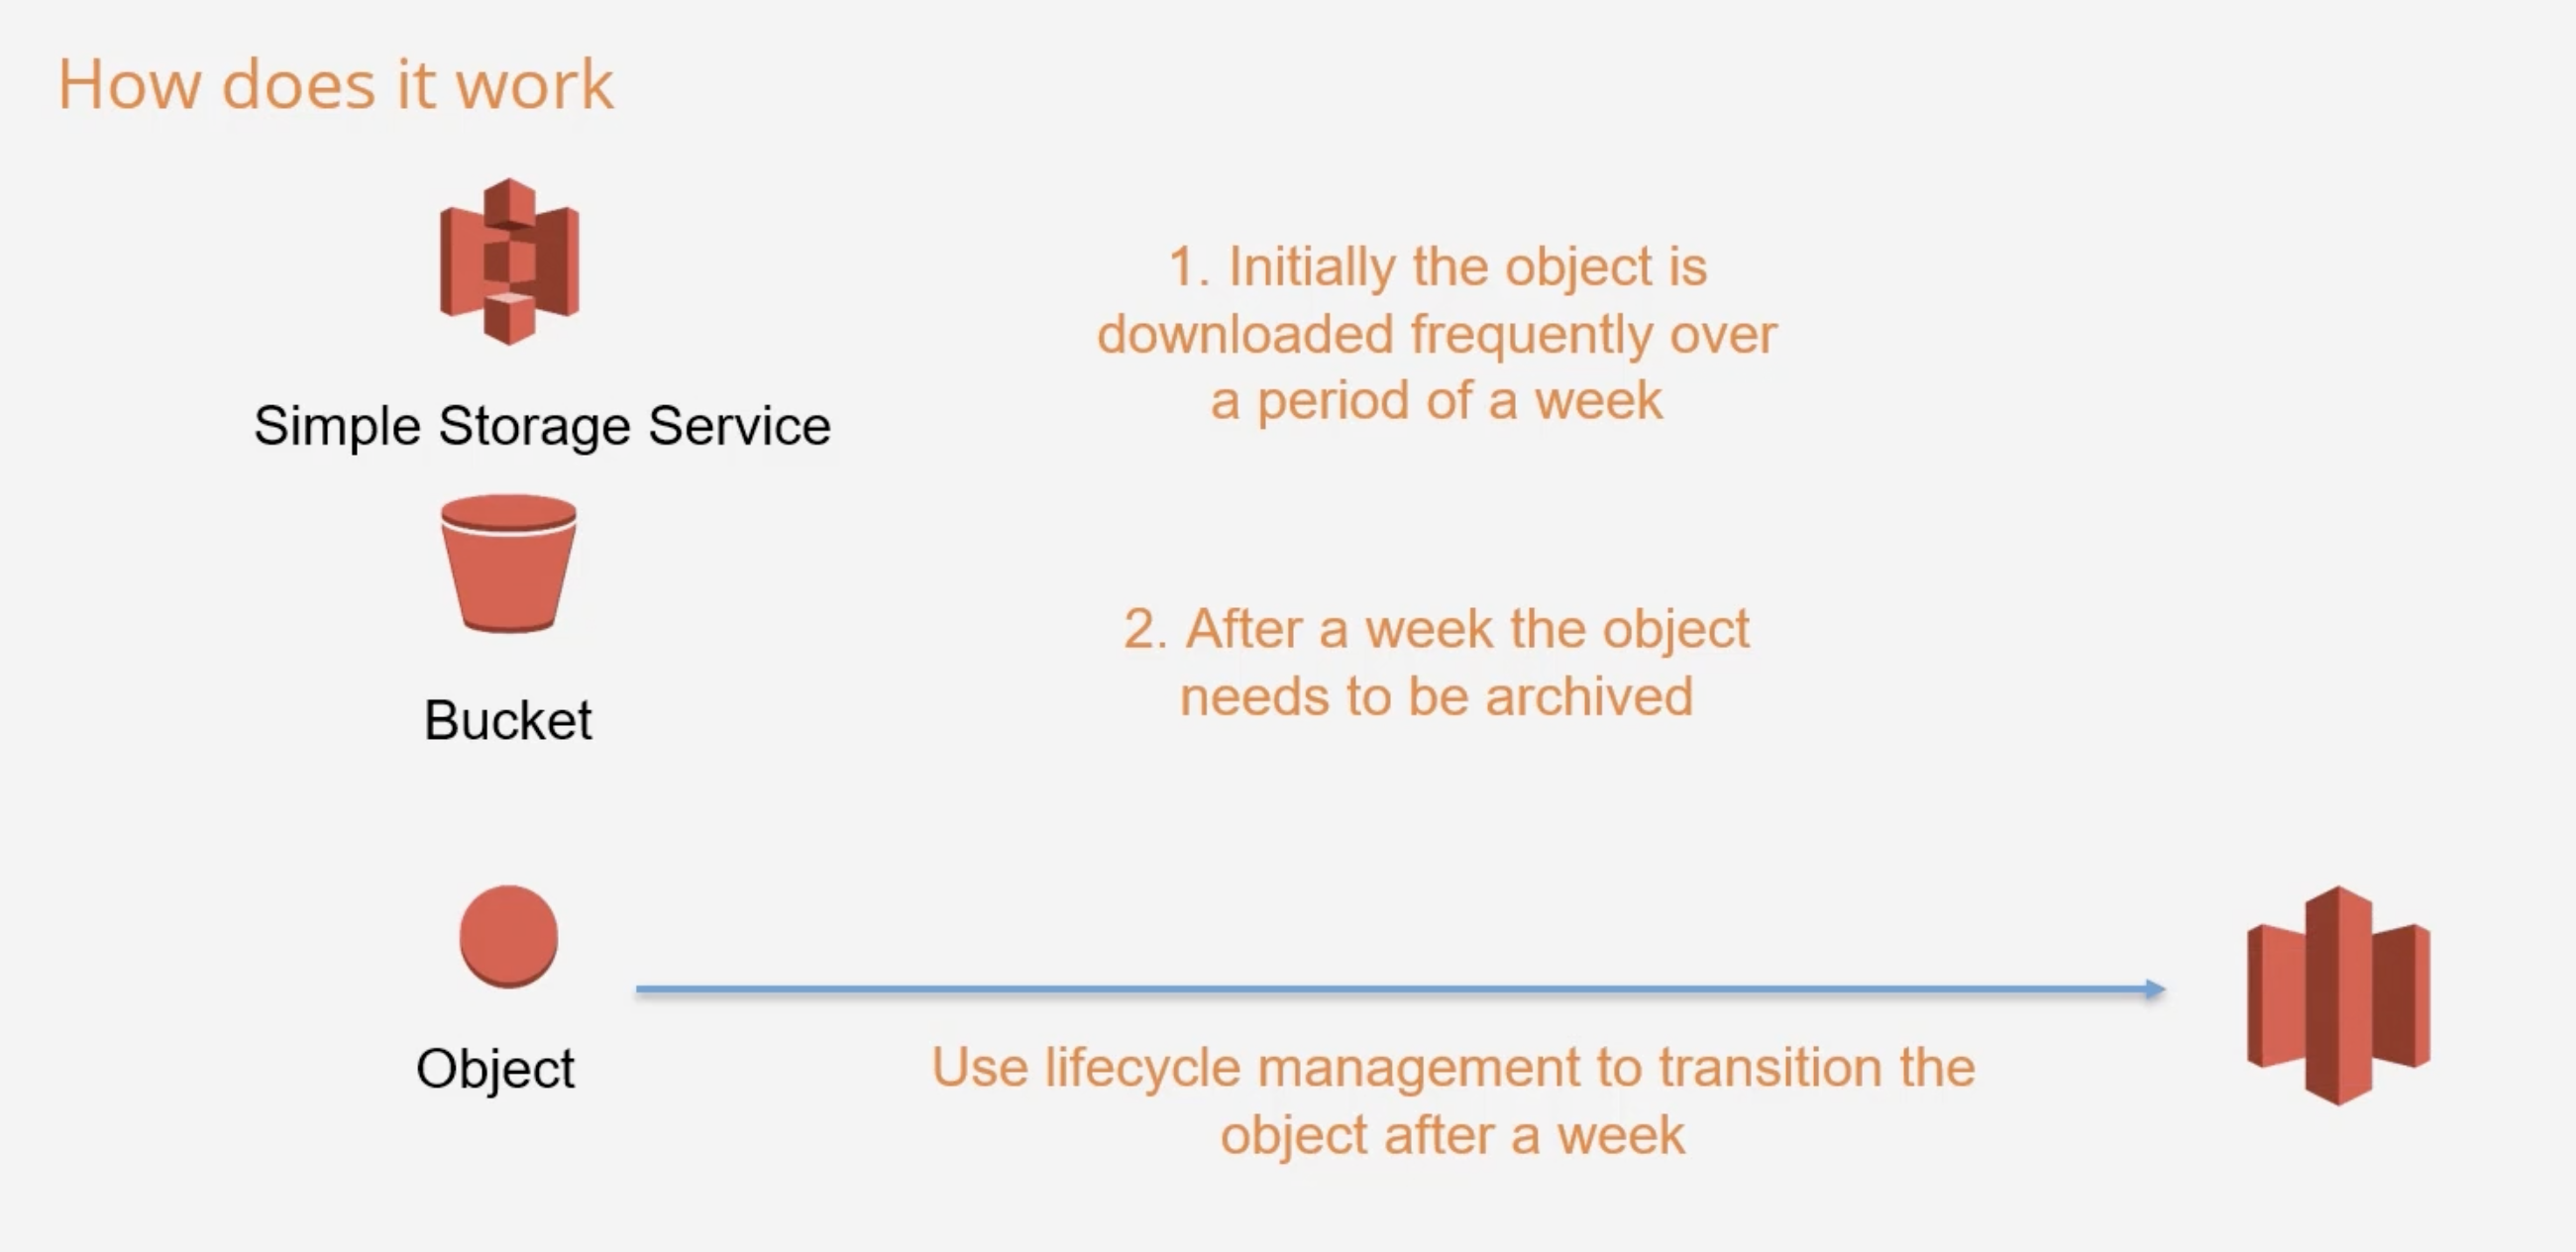 How does it work
Simple Storage Service
1. Initially the object is
downloaded frequently over
a period of a week
Bucket
2. After a week the object
needs to be archived
Object
Use lifecycle management to transition the
object after a week